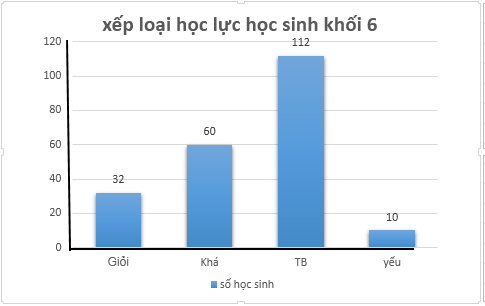 xếp loại học lực học sinh khối 6
120
100
80
60
40
20
0
32
60
112
10
Giỏi
Khá
TB
yếu
số học sinh